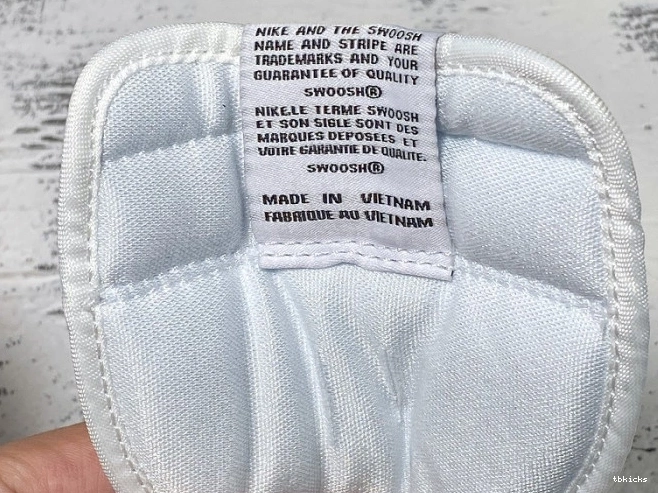 NIKE AND THE SWOOSH
NAME AND STRIPE ARE
TRADEMARKS AND YOUR
GUARANTEE OF QUALITY
SWOOSH®
NIKE,LE TERME SWOOSH
ET SON SIGLE SONT DES
MARQUES DEPOSEES ET
VOTRE GARANTIE DE QUALITE.
SWOOSH®
MADE IN VIETNAM
FABRIQUE AU VIETNAM
tbkicks